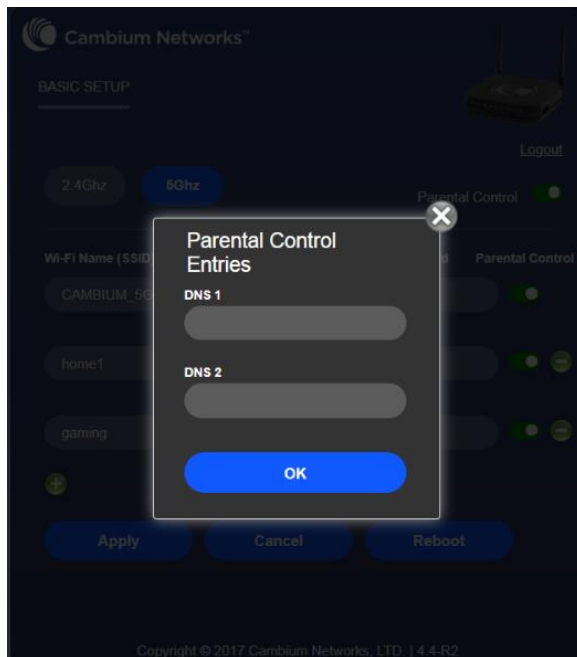 Cambium Networks™
BASIC SETUP
Logout
2.4Ghz 5Ghz Parental Control
Parental Control
Entries
Wi-Fi Name (SSID Parental Control
DNS 1
CAMBIUM_5G
DNS 2
home1
gaming
OK
Apply Cancel Reboot
Copyright © 2017 Cambium Networks, LTD. | 4.4-R2